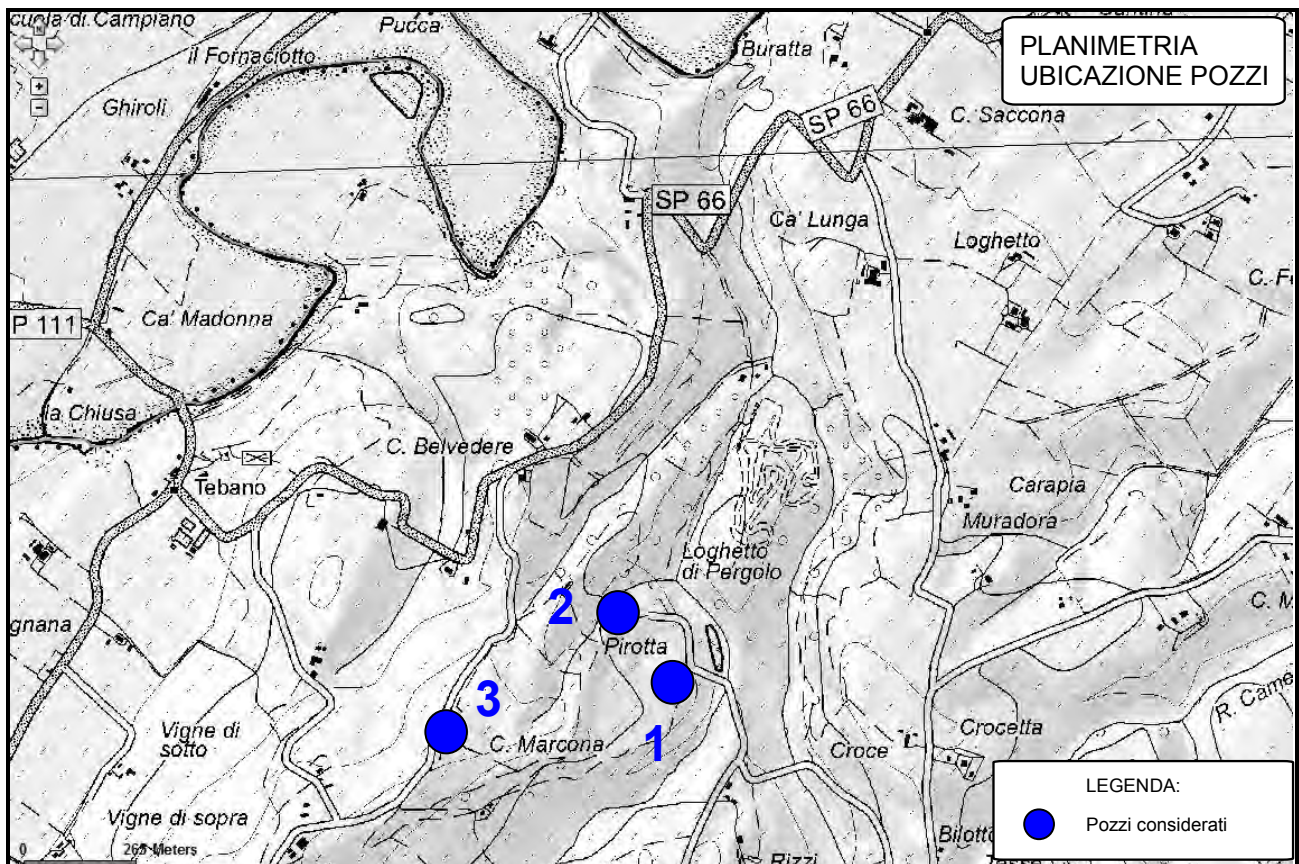 cuola di Campiano
Pucca
il Fornaciotto
Buratta
PLANIMETRIA
UBICAZIONE POZZI
Ghiroli
SP 66
C. Saccona
SP 66
Ca' Lunga
Loghetto
Ca' Madonna
P 111
la Chiusa
C. Belvedere
Tebano
Carapia
Muradora
Loghetto
di Pergolo
2
gnana
Pirotta
3
1
Vigne di
sotto
C. Marcona
Croce
Crocetta
R. Came
Vigne di sopra
LEGENDA:
Pozzi considerati
Bilotto
Rizzi
0 265 Meters